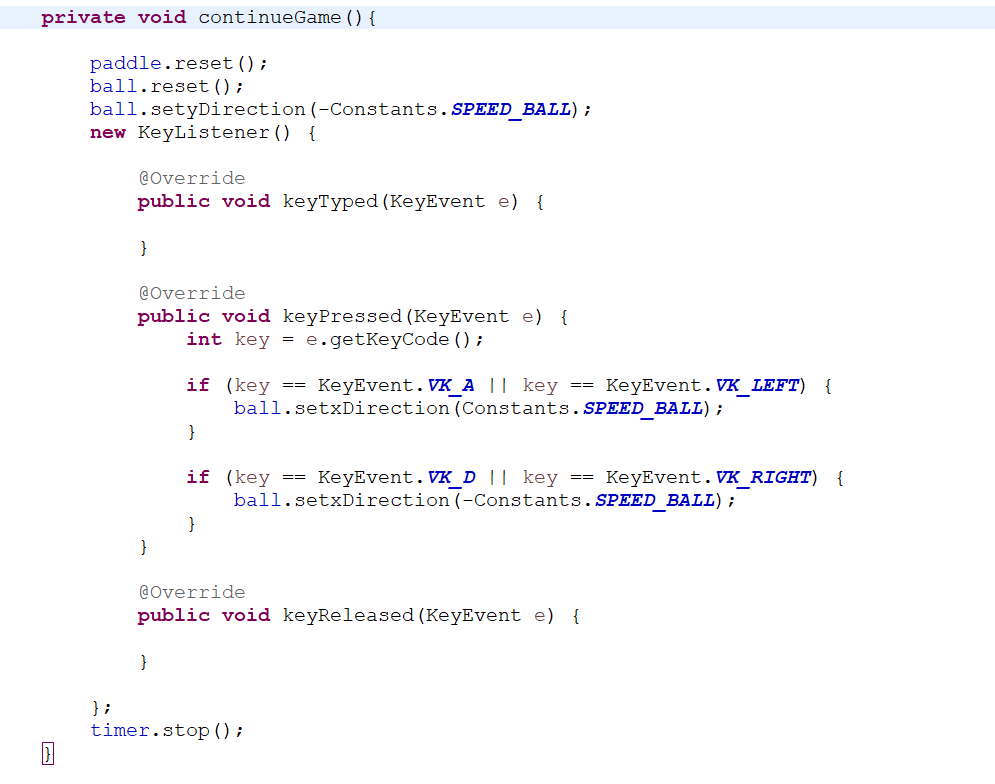 private void continueGame(){
paddle.reset();
ball.reset();
ball.setyDirection(-Constants.SPEED_BALL);
new KeyListener() {
@Override
public void keyTyped(KeyEvent e) {
}
@Override
public void keyPressed(KeyEvent e) {
int key = e.getKeyCode();
if (key == KeyEvent.VK_A || key == KeyEvent.VK_LEFT) {
ball.setxDirection(Constants.SPEED_BALL);
}
if (key == KeyEvent.VK_D || key == KeyEvent.VK_RIGHT) {
ball.setxDirection(-Constants.SPEED_BALL);
}
}
@Override
public void keyReleased(KeyEvent e) {
}
};
timer.stop();
}